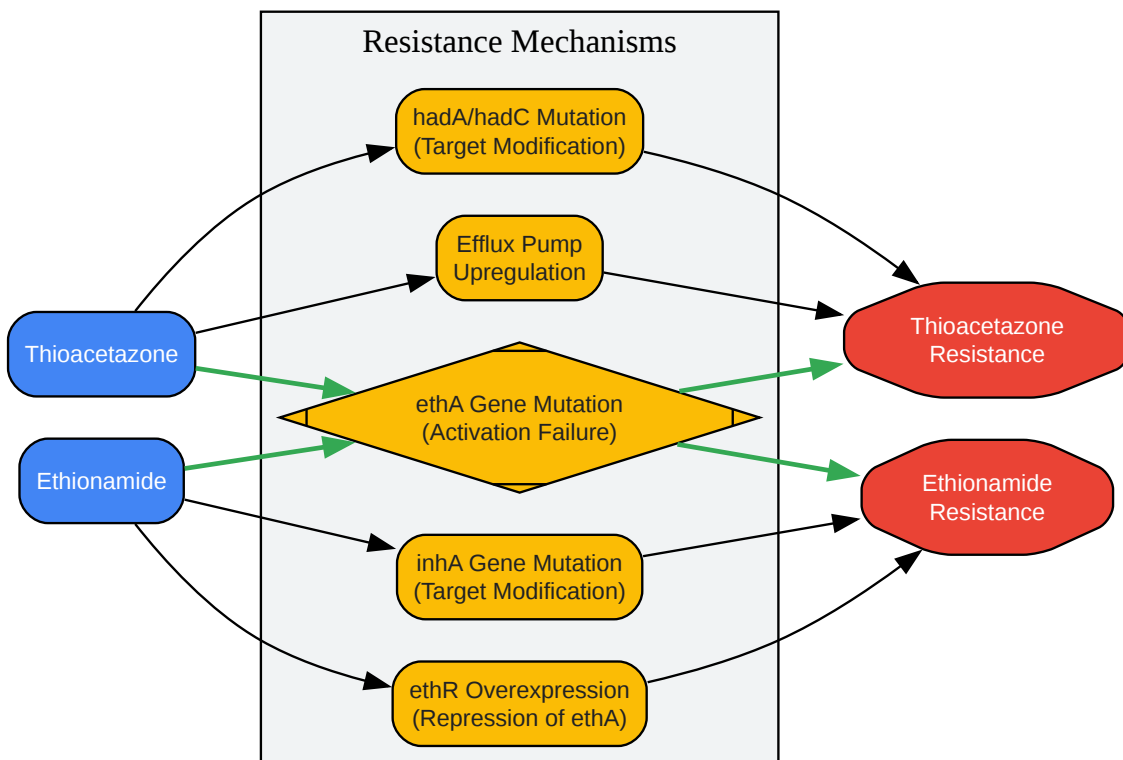 Resistance Mechanisms
hadA/hadC Mutation
(Target Modification)
Efflux Pump
Upregulation
Thioacetazone
Thioacetazone
Resistance
ethA Gene Mutation
(Activation Failure)
Ethionamide
Ethionamide
Resistance
inhA Gene Mutation
(Target Modification)
ethR Overexpression
(Repression of ethA)